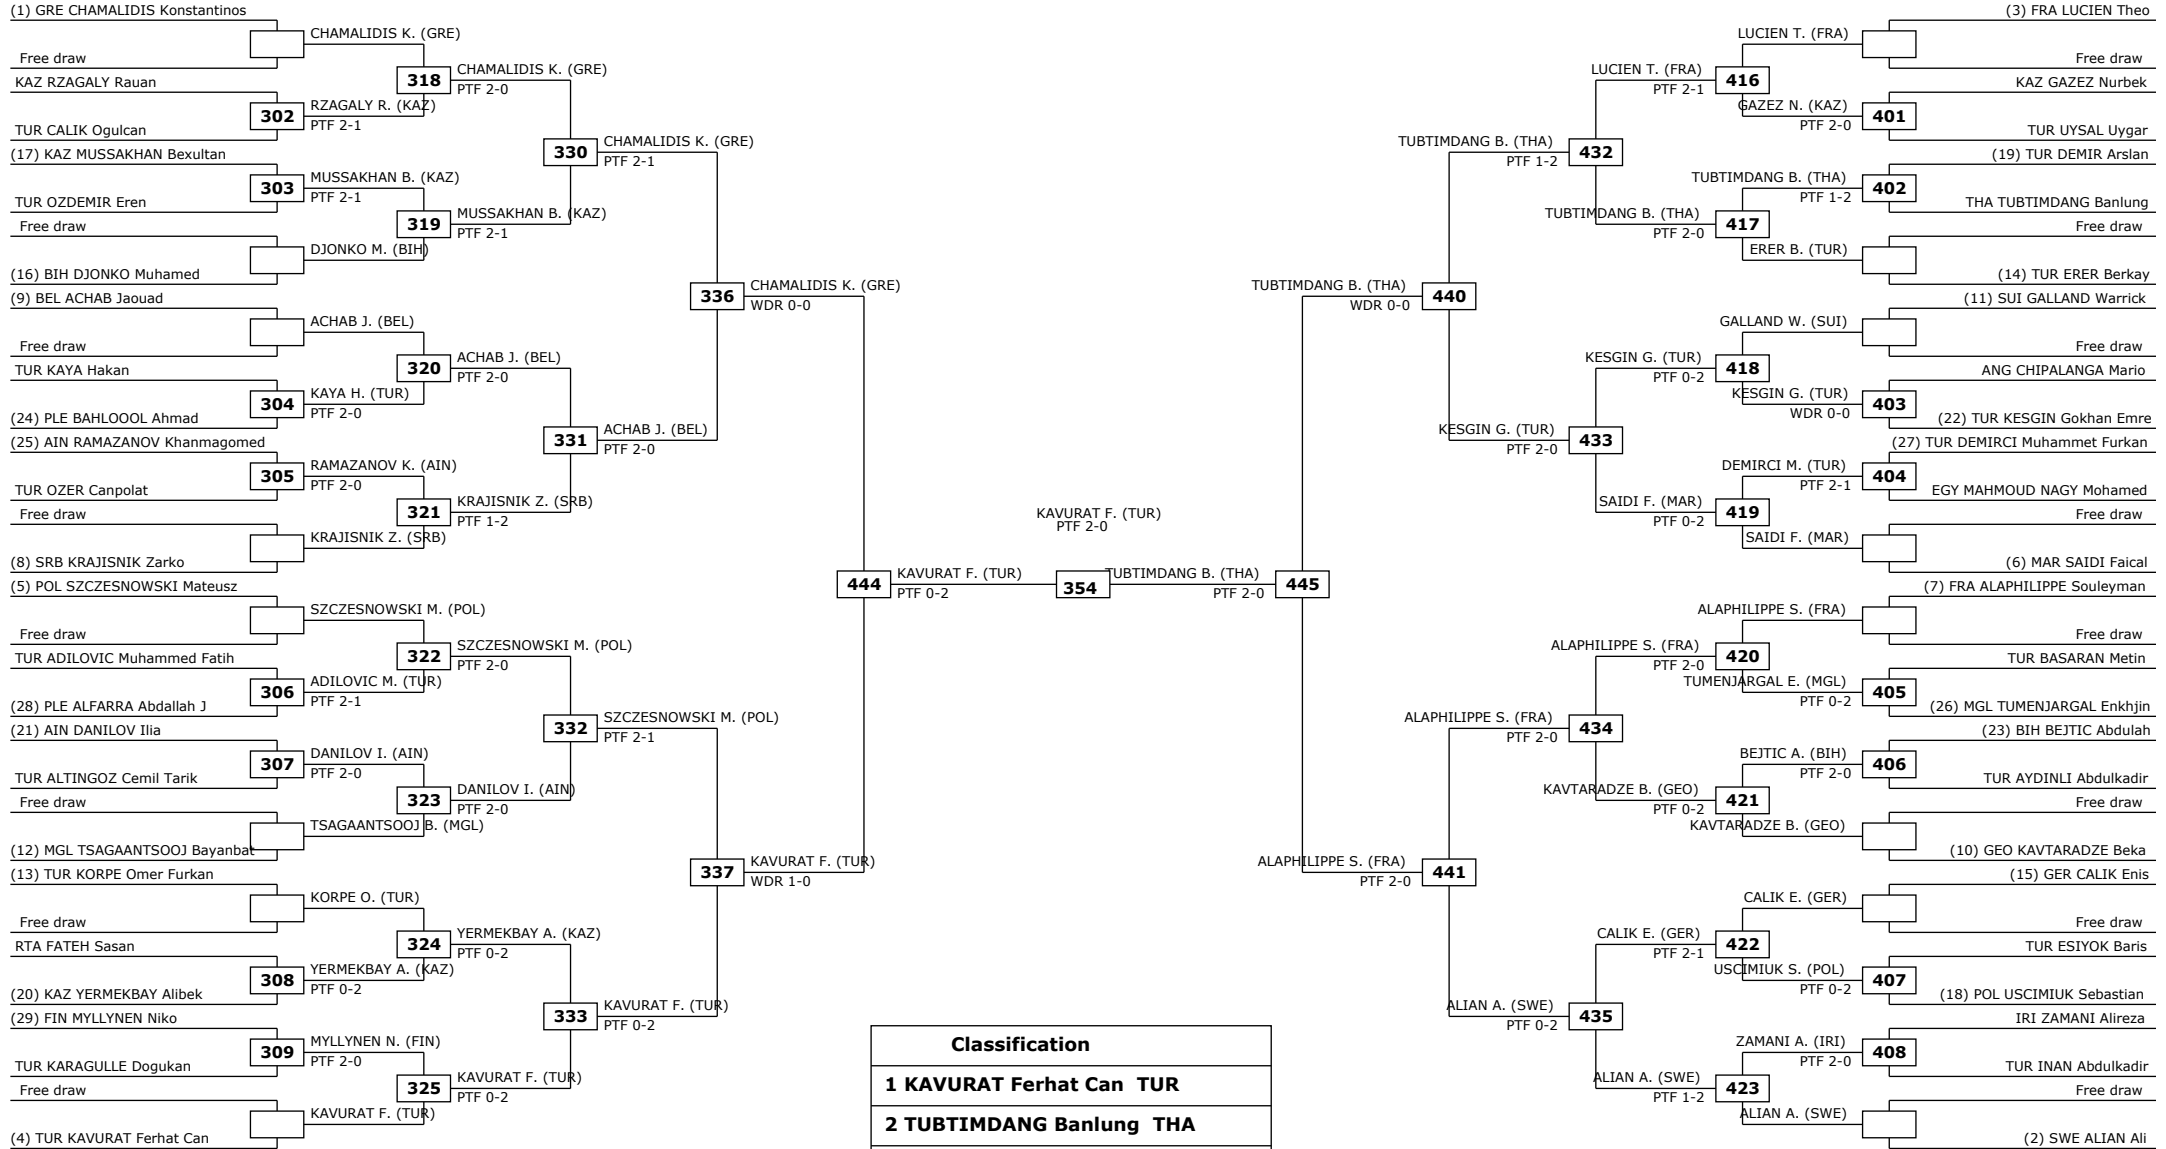 (1) GRE CHAMALIDIS Konstantinos
Free draw
KAZ RZAGALY Rauan
TUR CALIK Ogulcan
(17) KAZ MUSSAKHAN Bexultan
TUR OZDEMIR Eren
Free draw
(16) BIH DJONKO Muhamed
(9) BEL ACHAB Jaouad
Free draw
TUR KAYA Hakan
(24) PLE BAHLOOOL Ahmad
(25) AIN RAMAZANOV Khanmagomed
TUR OZER Canpolat
Free draw
(8) SRB KRAJISNIK Zarko
(5) POL SZCZESNOWSKI Mateusz
Free draw
TUR ADILOVIC Muhammed Fatih
(28) PLE ALFARRA Abdallah J
(21) AIN DANILOV Ilia
TUR ALTINGOZ Cemil Tarik
Free draw
(12) MGL TSAGAANTSOOJ Bayanbat
(13) TUR KORPE Omer Furkan
Free draw
RTA FATEH Sasan
(20) KAZ YERMEKBAY Alibek
(29) FIN MYLLYNEN Niko
TUR KARAGULLE Dogukan
Free draw
(4) TUR KAVURAT Ferhat Can
CHAMALIDIS K. (GRE)
302
RZAGALY R. (KAZ)
PTF 2-1
303
MUSSAKHAN B. (KAZ)
PTF 2-1
DJONKO M. (BIH)
ACHAB J. (BEL)
304
KAYA H. (TUR)
PTF 2-0
305
RAMAZANOV K. (AIN)
PTF 2-0
KRAJISNIK Z. (SRB)
SZCZESNOWSKI M. (POL)
306
ADILOVIC M. (TUR)
PTF 2-1
307
DANILOV I. (AIN)
PTF 2-0
TSAGAANTSOOJ B. (MGL)
KORPE O. (TUR)
308
YERMEKBAY A. (KAZ)
PTF 0-2
309
MYLLYNEN N. (FIN)
PTF 2-0
KAVURAT F. (TUR)
318
CHAMALIDIS K. (GRE)
PTF 2-0
319
MUSSAKHAN B. (KAZ)
PTF 2-1
320
ACHAB J. (BEL)
PTF 2-0
321
KRAJISNIK Z. (SRB)
PTF 1-2
322
SZCZESNOWSKI M. (POL)
PTF 2-0
323
DANILOV I. (AIN)
PTF 2-0
324
YERMEKBAY A. (KAZ)
PTF 0-2
325
KAVURAT F. (TUR)
PTF 0-2
330
CHAMALIDIS K. (GRE)
PTF 2-1
331
ACHAB J. (BEL)
PTF 2-0
332
SZCZESNOWSKI M. (POL)
PTF 2-1
333
KAVURAT F. (TUR)
PTF 0-2
336
CHAMALIDIS K. (GRE)
WDR 0-0
337
KAVURAT F. (TUR)
WDR 1-0
444
KAVURAT F. (TUR)
PTF 0-2
KAVURAT F. (TUR)
PTF 2-0
354
TUBTIMDANG B. (THA)
PTF 2-0
445
TUBTIMDANG B. (THA)
WDR 0-0
440
ALAPHILIPPE S. (FRA)
PTF 2-0
441
TUBTIMDANG B. (THA)
PTF 1-2
432
KESGIN G. (TUR)
PTF 2-0
433
ALAPHILIPPE S. (FRA)
PTF 2-0
434
ALIAN A. (SWE)
PTF 0-2
435
LUCIEN T. (FRA)
PTF 2-1
416
TUBTIMDANG B. (THA)
PTF 2-0
417
KESGIN G. (TUR)
PTF 0-2
418
SAIDI F. (MAR)
PTF 0-2
419
ALAPHILIPPE S. (FRA)
PTF 2-0
420
KAVTARADZE B. (GEO)
PTF 0-2
421
CALIK E. (GER)
PTF 2-1
422
ALIAN A. (SWE)
PTF 1-2
423
LUCIEN T. (FRA)
GAZEZ N. (KAZ)
PTF 2-0
401
TUBTIMDANG B. (THA)
PTF 1-2
402
ERER B. (TUR)
GALLAND W. (SUI)
KESGIN G. (TUR)
WDR 0-0
403
DEMIRCI M. (TUR)
PTF 2-1
404
SAIDI F. (MAR)
ALAPHILIPPE S. (FRA)
TUMENJARGAL E. (MGL)
PTF 0-2
405
BEJTIC A. (BIH)
PTF 2-0
406
KAVTARADZE B. (GEO)
CALIK E. (GER)
USCIMIUK S. (POL)
PTF 0-2
407
ZAMANI A. (IRI)
PTF 2-0
408
ALIAN A. (SWE)
(3) FRA LUCIEN Theo
Free draw
KAZ GAZEZ Nurbek
TUR UYSAL Uygar
(19) TUR DEMIR Arslan
THA TUBTIMDANG Banlung
Free draw
(14) TUR ERER Berkay
(11) SUI GALLAND Warrick
Free draw
ANG CHIPALANGA Mario
(22) TUR KESGIN Gokhan Emre
(27) TUR DEMIRCI Muhammet Furkan
EGY MAHMOUD NAGY Mohamed
Free draw
(6) MAR SAIDI Faical
(7) FRA ALAPHILIPPE Souleyman
Free draw
TUR BASARAN Metin
(26) MGL TUMENJARGAL Enkhjin
(23) BIH BEJTIC Abdulah
TUR AYDINLI Abdulkadir
Free draw
(10) GEO KAVTARADZE Beka
(15) GER CALIK Enis
Free draw
TUR ESIYOK Baris
(18) POL USCIMIUK Sebastian
IRI ZAMANI Alireza
TUR INAN Abdulkadir
Free draw
(2) SWE ALIAN Ali
Classification
1 KAVURAT Ferhat Can TUR
2 TUBTIMDANG Banlung THA